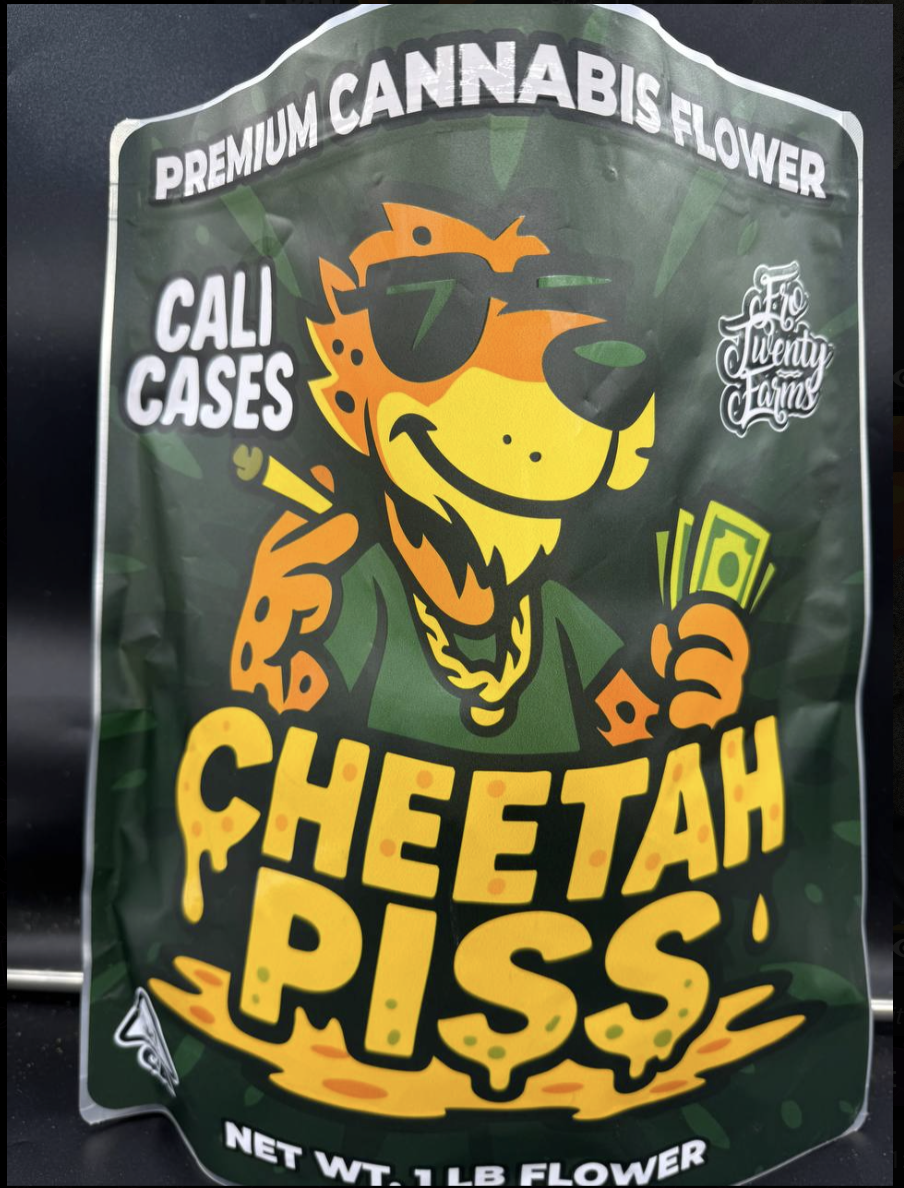 PREMIUM CANNABIS FLOWER
CALI
CASES
Fro
Twenty
Farms
CHEETAH
PISS
NET WT. 1 LB FLOWER